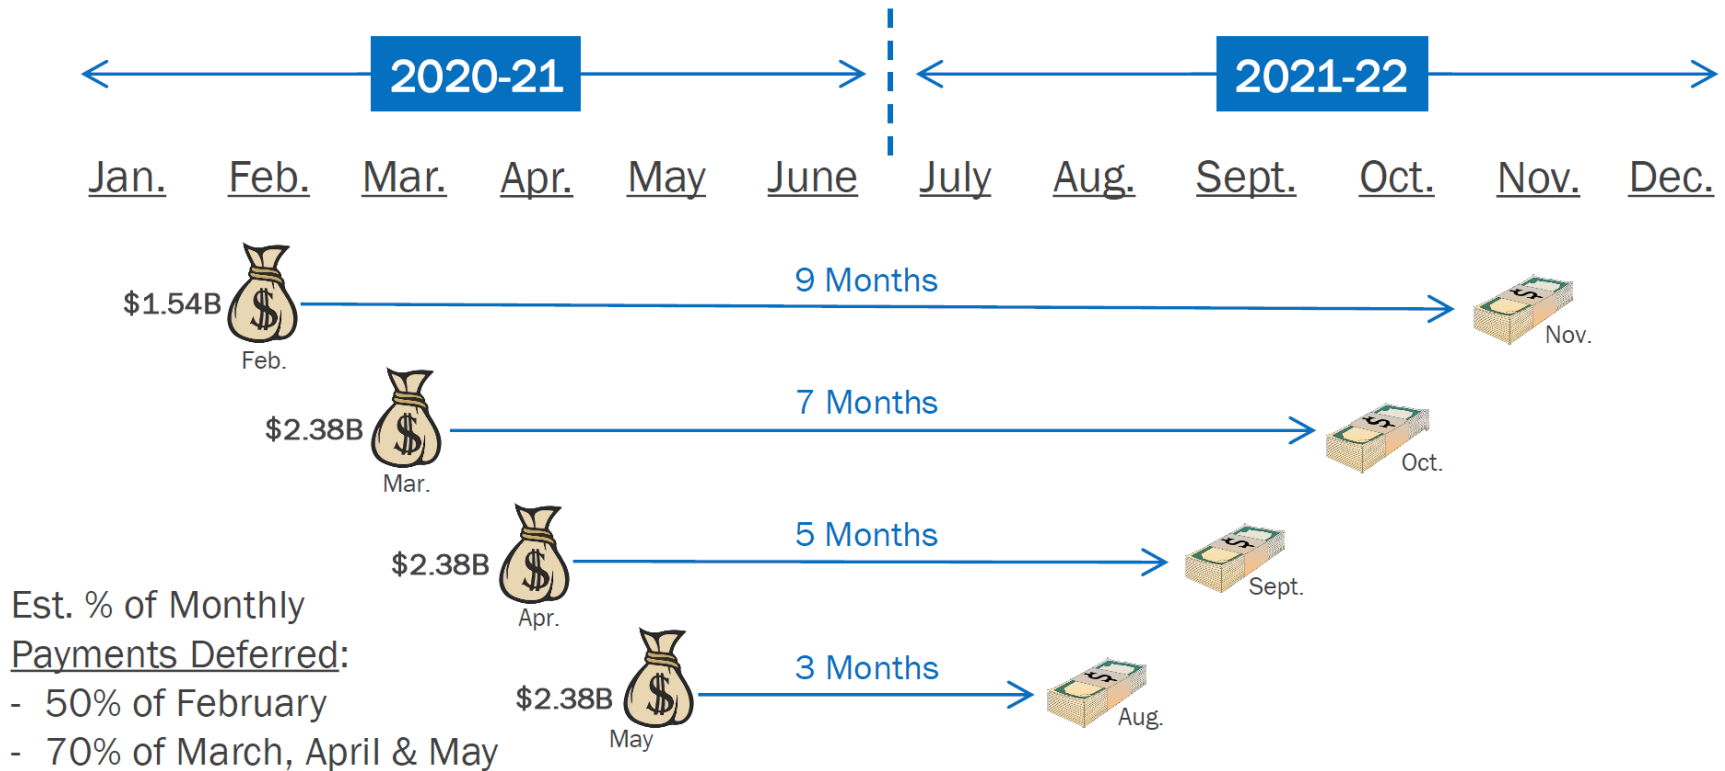 2020-21
2021-22
Jan. Feb. Mar. Apr. May June July Aug. Sept. Oct. Nov. Dec.
9 Months
$1.54B
$
$
Feb.
Nov.
7 Months
$2.38B
$
$
Mar.
Oct.
5 Months
$2.38B
$
$
Apr.
Sept.
3 Months
$2.38B
$
$
May
Aug.
Est. % of Monthly
Payments Deferred:
- 50% of February
- 70% of March, April & May